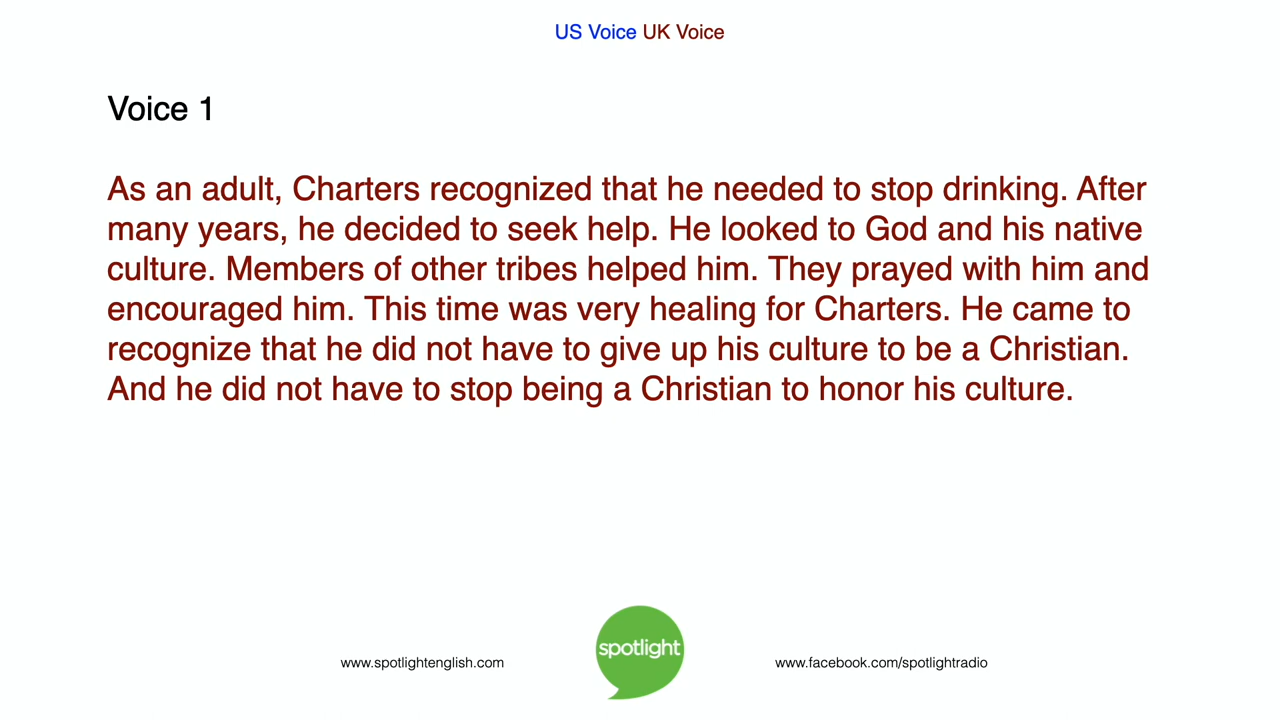 US Voice UK Voice
Voice 1
As an adult, Charters recognized that he needed to stop drinking. After
many years, he decided to seek help. He looked to God and his native
culture. Members of other tribes helped him. They prayed with him and
encouraged him. This time was very healing for Charters. He came to
recognize that he did not have to give up his culture to be a Christian.
And he did not have to stop being a Christian to honor his culture.
www.spotlightenglish.com
spotlight
www.facebook.com/spotlightradio